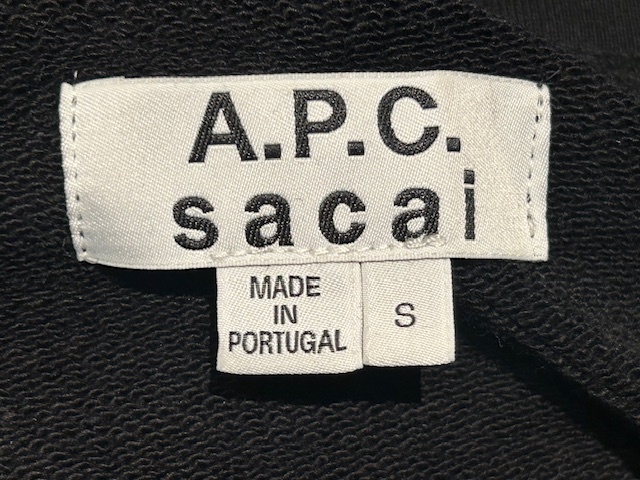 A.P.C.
sacai
MADE
IN
PORTUGAL
S